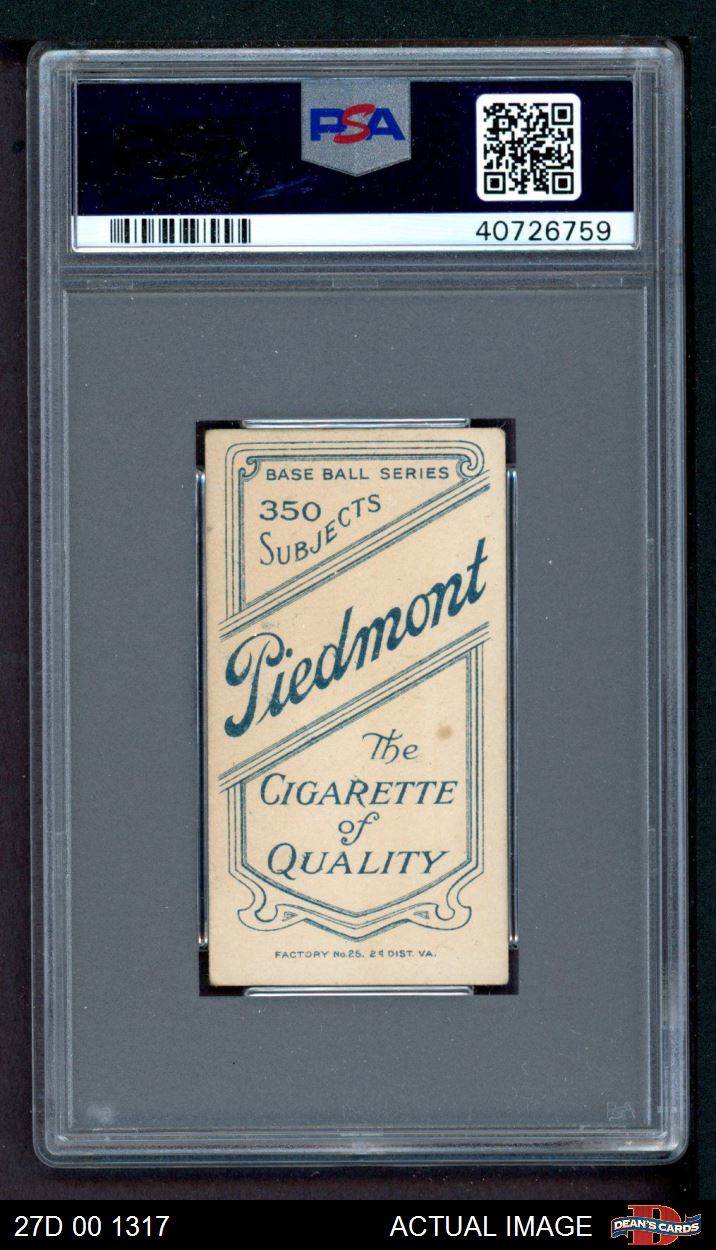 PSA
40726759
BASE BALL SERIES
350
SUBJECTS
Piedmont
The
CIGARETTE
of
QUALITY
FACTORY No.25. 2d DIST. VA.
PSA
27D 00 1317
ACTUAL IMAGE
D
DEAN'S CARDS